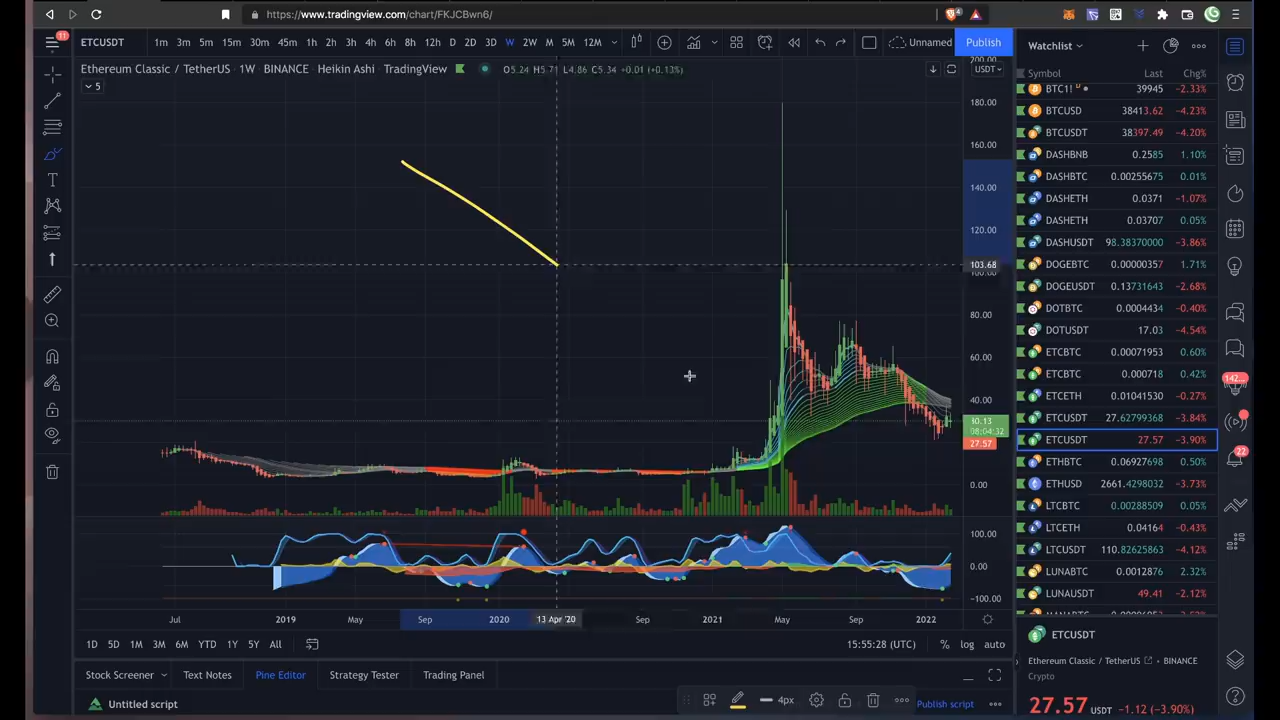 https://www.tradingview.com/chart/FKJCBwn6/
4
11
ETCUSDT 1m 3m 5m 15m 30m 45m 1h 2h 3h 4h 6h 8h 12h D 2D 3D W 2W M 5M 12M Unnamed Publish Watchlist
Ethereum Classic / TetherUS · 1W · BINANCE · Heikin Ashi · TradingView O5.24 H5.71 L4.86 C5.34 +0.01 (+0.13%) USDT
5
Symbol Last Chg%
BTC1! D 39945 -2.33%
BTCUSD 38413.62 -4.23%
BTCUSDT 38397.49 -4.20%
DASHBNB 0.2585 1.10%
DASHBTC 0.00255675 0.01%
DASHETH 0.0371 -1.07%
DASHETH 0.03707 0.05%
DASHUSDT 98.38370000 -3.86%
DOGEBTC 0.00000357 1.71%
DOGEUSDT 0.13731643 -2.68%
DOTBTC 0.0004434 -0.40%
DOTUSDT 17.03 -4.54%
ETCBTC 0.00071953 0.60%
ETCBTC 0.000718 0.42%
ETCETH 0.01041530 -0.27%
ETCUSDT 27.62799368 -3.84%
ETCUSDT 27.57 -3.90%
ETHBTC 0.06927698 0.50%
ETHUSD 2661.4298032 -3.73%
LTCBTC 0.00288509 0.05%
LTCETH 0.04164 -0.43%
LTCUSDT 110.82625863 -4.12%
LUNABTC 0.0012876 2.32%
LUNAUSDT 49.41 -2.12%
200.00
180.00
160.00
140.00
120.00
103.68
100.00
80.00
60.00
40.00
30.13
08:04:32
27.57
0.00
100.00
0.00
-100.00
142...
22
Jul 2019 May Sep 2020 13 Apr '20 Sep 2021 May Sep 2022
1D 5D 1M 3M 6M YTD 1Y 5Y All 15:55:28 (UTC) % log auto
Stock Screener Text Notes Pine Editor Strategy Tester Trading Panel
Untitled script 4px Publish script
ETCUSDT
Ethereum Classic / TetherUS • BINANCE
Crypto
27.57 USDT -1.12 (-3.90%)